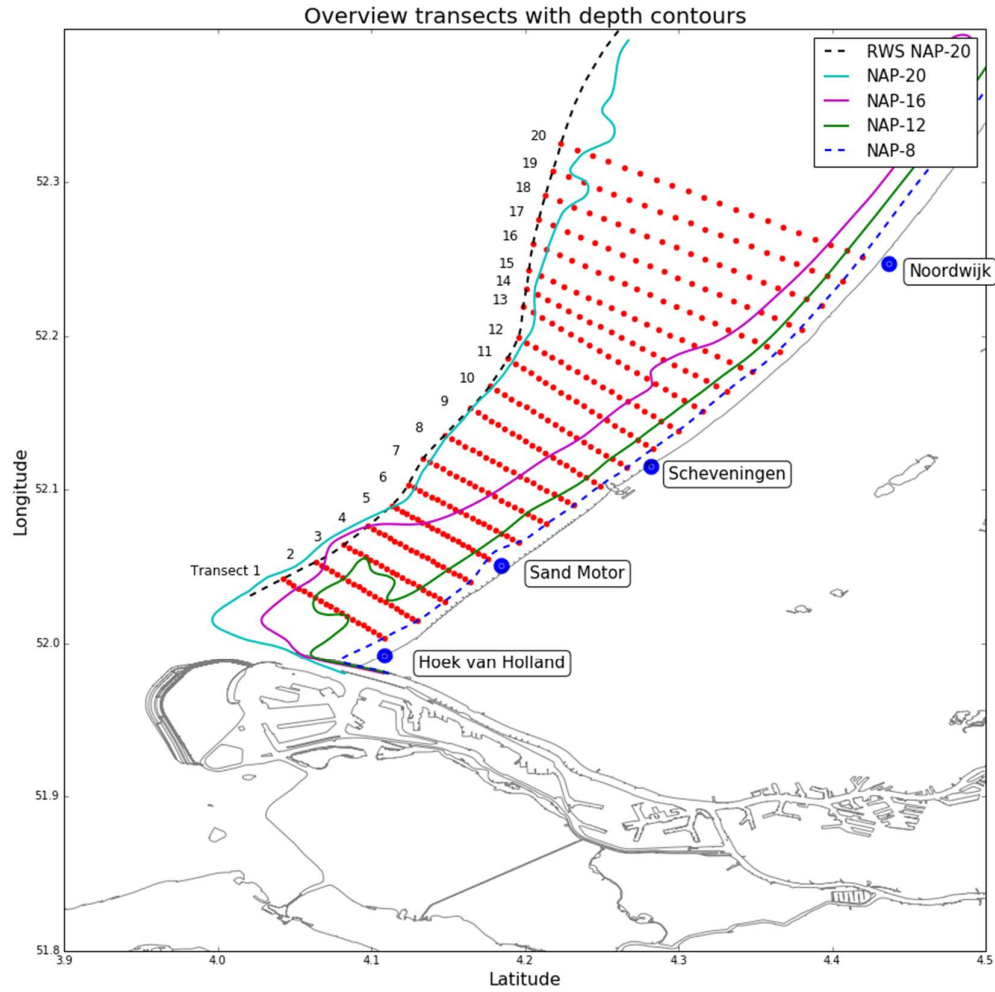 Overview transects with depth contours
RWS NAP-20
NAP-20
NAP-16
NAP-12
NAP-8
20
19
18
17
16
15
14
13
12
11
10
9
8
7
6
5
4
3
2
Transect 1
Noordwijk
Scheveningen
Sand Motor
Hoek van Holland
Longitude
52.3
52.2
52.1
52.0
51.9
51.8
3.9
4.0
4.1
4.2
4.3
4.4
4.5
Latitude